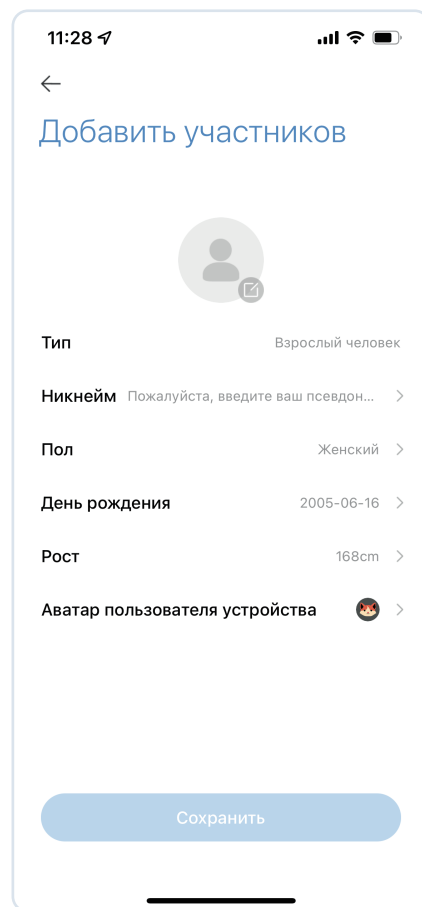 11:28
Добавить участников
Тип Взрослый человек
Никнейм Пожалуйста, введите ваш псевдон...
Пол Женский
День рождения 2005-06-16
Рост 168cm
Аватар пользователя устройства
Сохранить